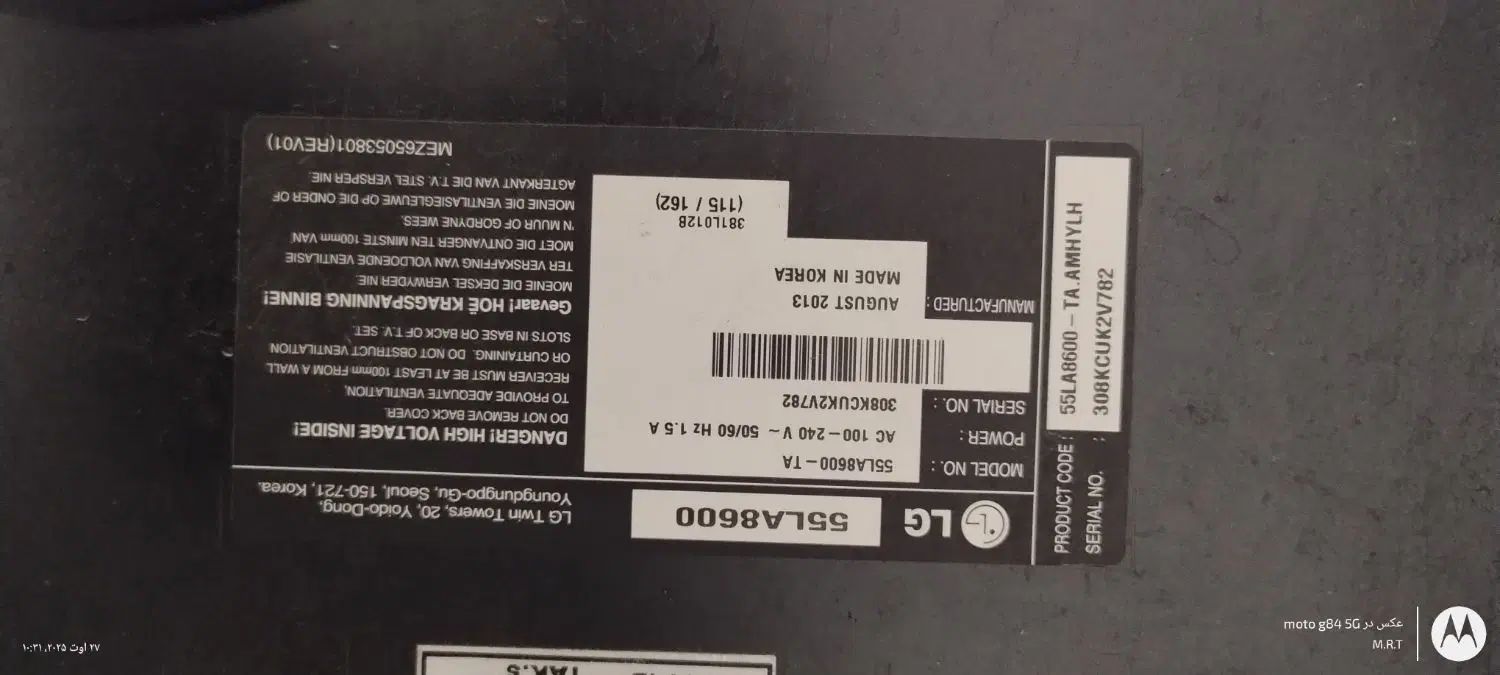 LG 55LA8600
LG Twin Towers, 20, Yoido-Dong,
Youngdungpo-Gu, Seoul, 150-721, Korea.
MODEL NO. : 55LA8600-TA
POWER : AC 100-240 V ~ 50/60 Hz 1.5 A
SERIAL NO. : 308KCUK2V782
MANUFACTURED : AUGUST 2013
MADE IN KOREA
381L012B
(115 / 162)
DANGER! HIGH VOLTAGE INSIDE!
DO NOT REMOVE BACK COVER.
TO PROVIDE ADEQUATE VENTILATION,
RECEIVER MUST BE AT LEAST 100mm FROM A WALL
OR CURTAINING. DO NOT OBSTRUCT VENTILATION
SLOTS IN BASE OR BACK OF T.V. SET.
Gevaar! HOË KRAGSPANNING BINNE!
MOENIE DIE DEKSEL VERWYDER NIE.
TER VERSKAFFING VAN VOLDOENDE VENTILASIE
MOET DIE ONTVANGER TEN MINSTE 100mm VAN
'N MUUR OF GORDYNE WEES.
MOENIE DIE VENTILASIEGLEUWE OP DIE ONDER OF
AGTERKANT VAN DIE T.V. STEL VERSPER NIE.
MEZ65053801(REV01)
PRODUCT CODE : 55LA8600-TA.AMHYLH
SERIAL NO. : 308KCUK2V782
عکس در moto g84 5G
M.R.T
۲۷ اوت ۲۰۲۵،‏ ۱۰:۳۱